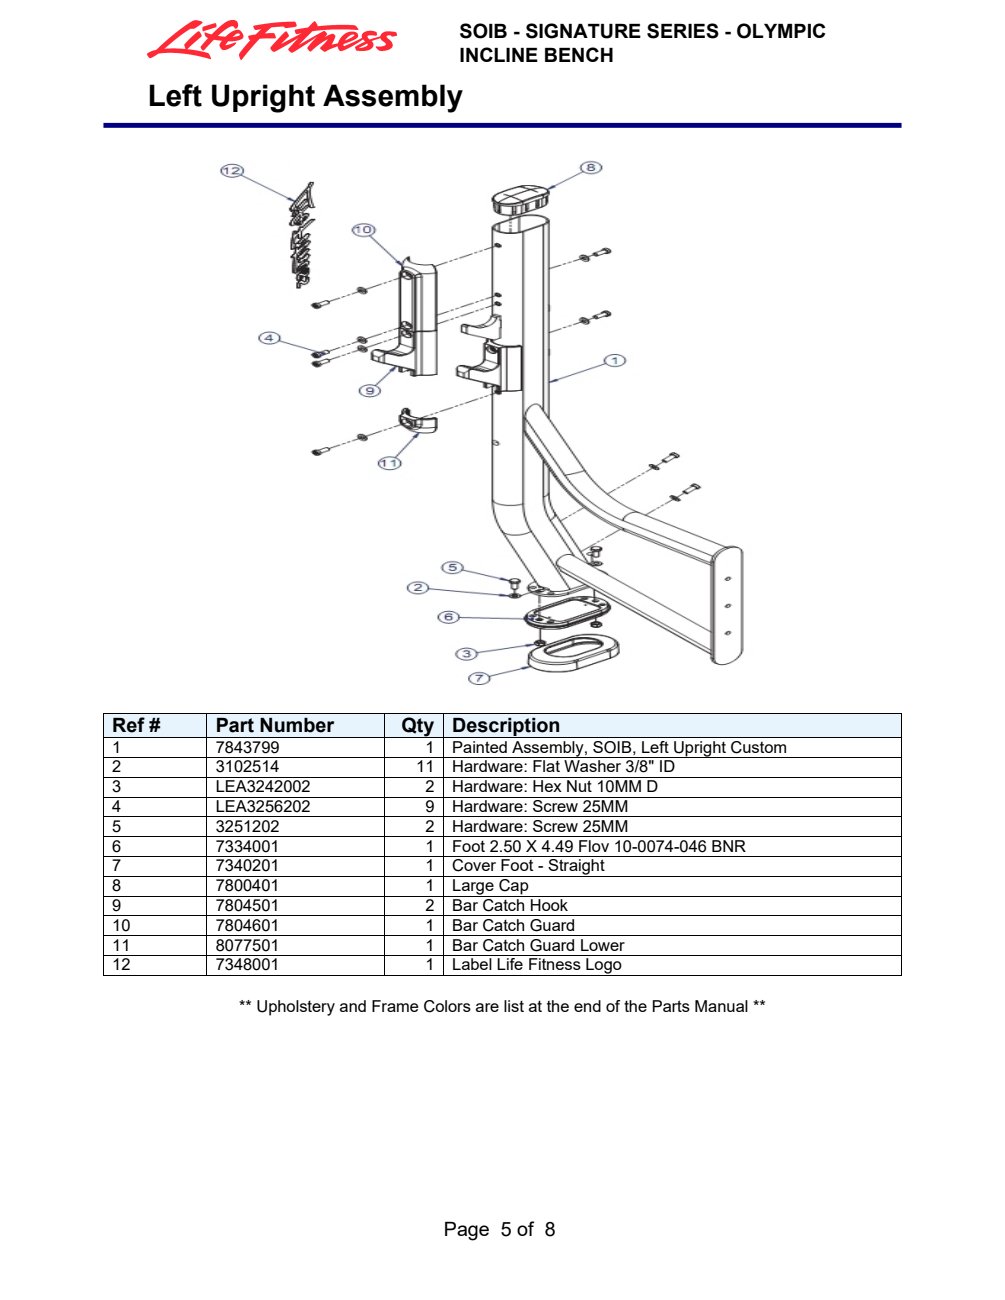 Life Fitness
SOIB - SIGNATURE SERIES - OLYMPIC
INCLINE BENCH
Left Upright Assembly
12
8
10
4
1
9
11
5
2
6
3
7
Ref # Part Number Qty Description
1 7843799 1 Painted Assembly, SOIB, Left Upright Custom
2 3102514 11 Hardware: Flat Washer 3/8" ID
3 LEA3242002 2 Hardware: Hex Nut 10MM D
4 LEA3256202 9 Hardware: Screw 25MM
5 3251202 2 Hardware: Screw 25MM
6 7334001 1 Foot 2.50 X 4.49 Flov 10-0074-046 BNR
7 7340201 1 Cover Foot - Straight
8 7800401 1 Large Cap
9 7804501 2 Bar Catch Hook
10 7804601 1 Bar Catch Guard
11 8077501 1 Bar Catch Guard Lower
12 7348001 1 Label Life Fitness Logo
** Upholstery and Frame Colors are list at the end of the Parts Manual **
Page 5 of 8